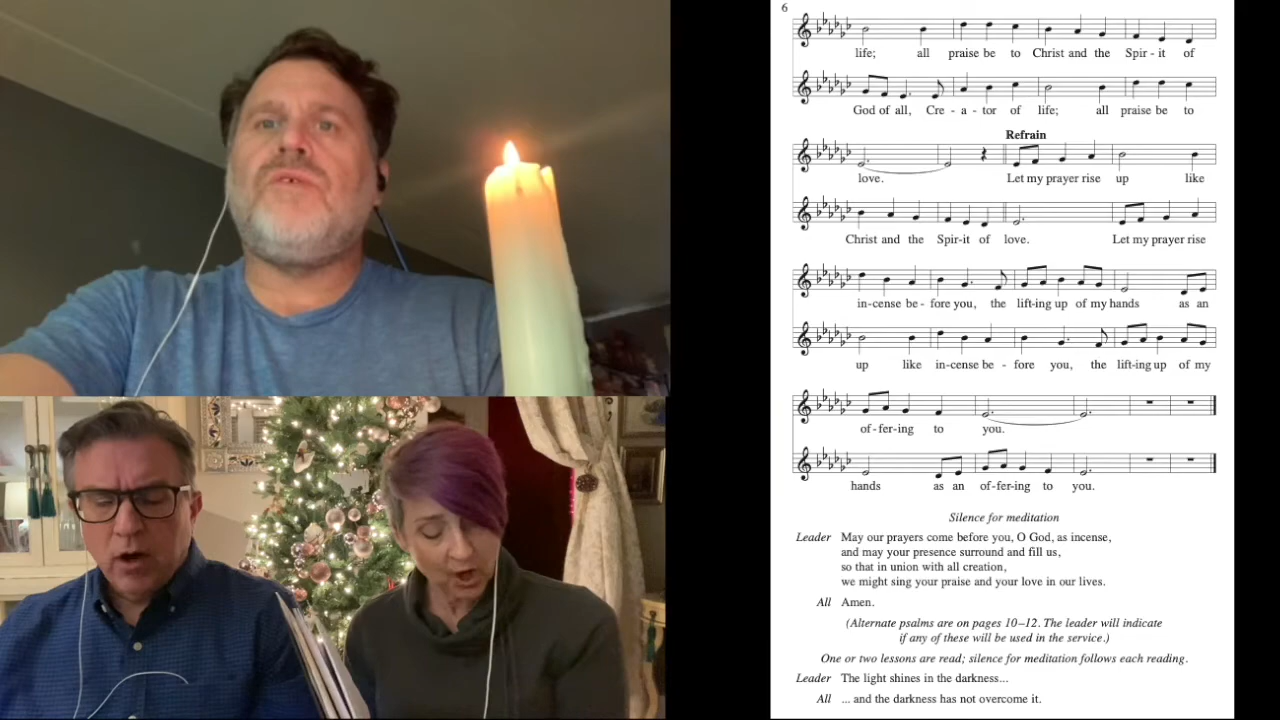 6
life; all praise be to Christ and the Spir - it of
God of all, Cre - a - tor of life; all praise be to
Refrain
love. Let my prayer rise up like
Christ and the Spir-it of love. Let my prayer rise
in-cense be - fore you, the lift-ing up of my hands as an
up like in-cense be - fore you, the lift-ing up of my
of-fer-ing to you.
hands as an of-fer-ing to you.
Silence for meditation
Leader May our prayers come before you, O God, as incense,
and may your presence surround and fill us,
so that in union with all creation,
we might sing your praise and your love in our lives.
All Amen.
(Alternate psalms are on pages 10–12. The leader will indicate
if any of these will be used in the service.)
One or two lessons are read; silence for meditation follows each reading.
Leader The light shines in the darkness...
All ... and the darkness has not overcome it.